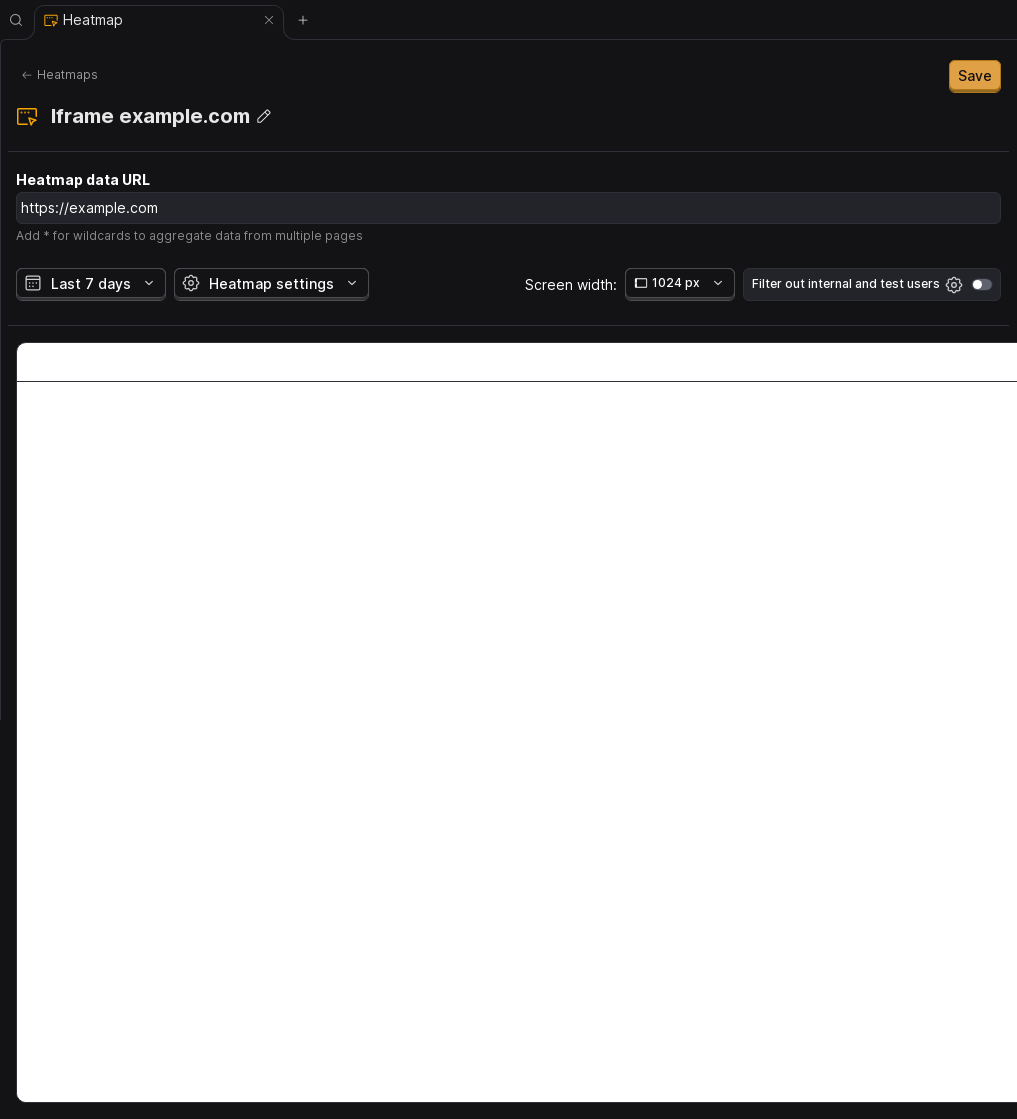 Heatmap
Heatmaps
Save
Iframe example.com
Heatmap data URL
https://example.com
Add * for wildcards to aggregate data from multiple pages
Last 7 days
Heatmap settings
Screen width:
1024 px
Filter out internal and test users